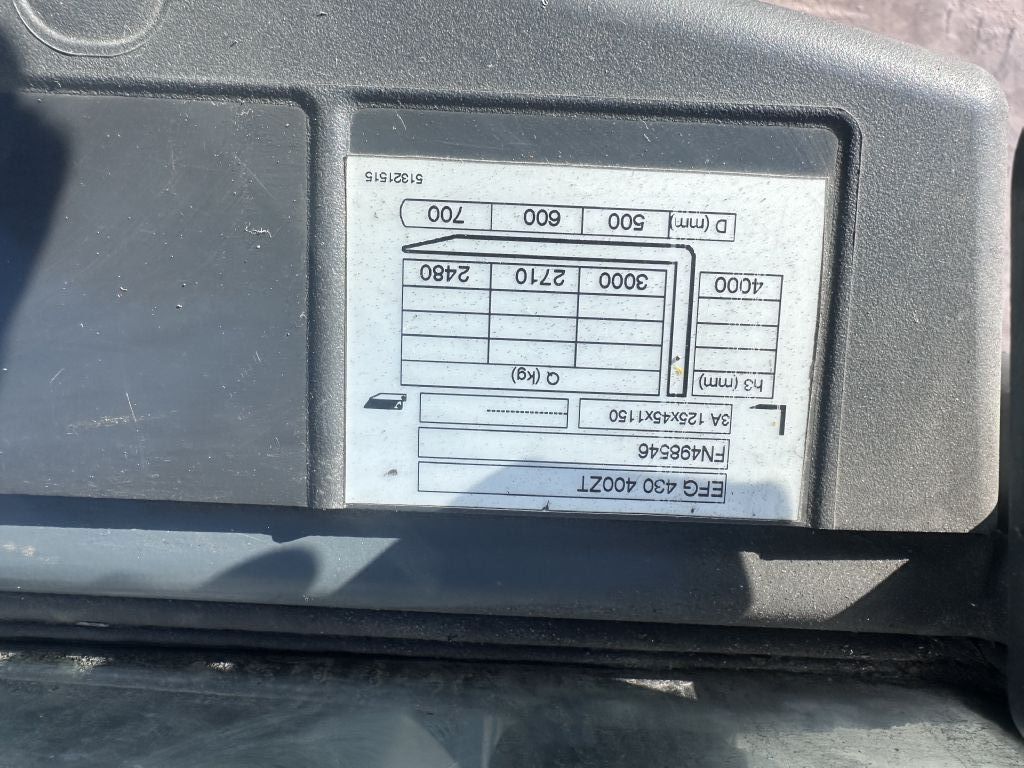 EFG 430 400ZT
FN498546
3A 125x45x1150 ---------------
h3 (mm) Q (kg)
4000 3000 2710 2480
D (mm) 500 600 700
51321515